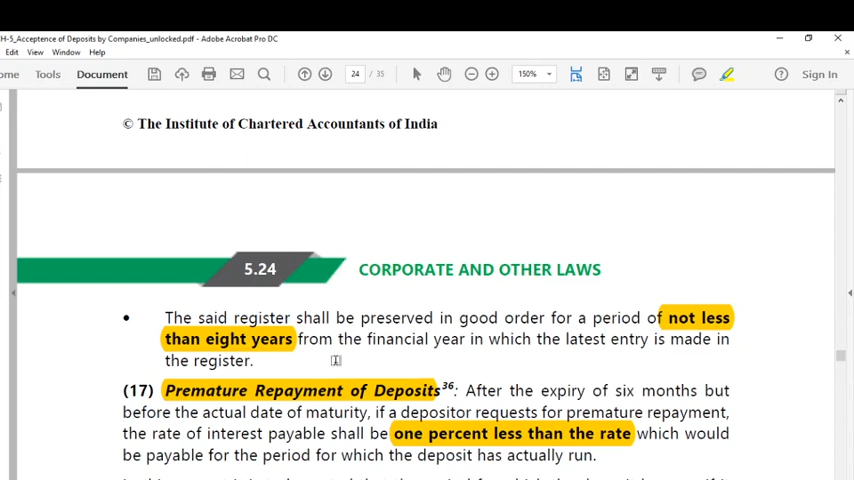 CH-5_Acceptence of Deposits by Companies_unlocked.pdf - Adobe Acrobat Pro DC
Edit View Window Help
Tools Document 24 / 35 150% Sign In
© The Institute of Chartered Accountants of India
5.24 CORPORATE AND OTHER LAWS
• The said register shall be preserved in good order for a period of not less
than eight years from the financial year in which the latest entry is made in
the register.
(17) Premature Repayment of Deposits36: After the expiry of six months but
before the actual date of maturity, if a depositor requests for premature repayment,
the rate of interest payable shall be one percent less than the rate which would
be payable for the period for which the deposit has actually run.